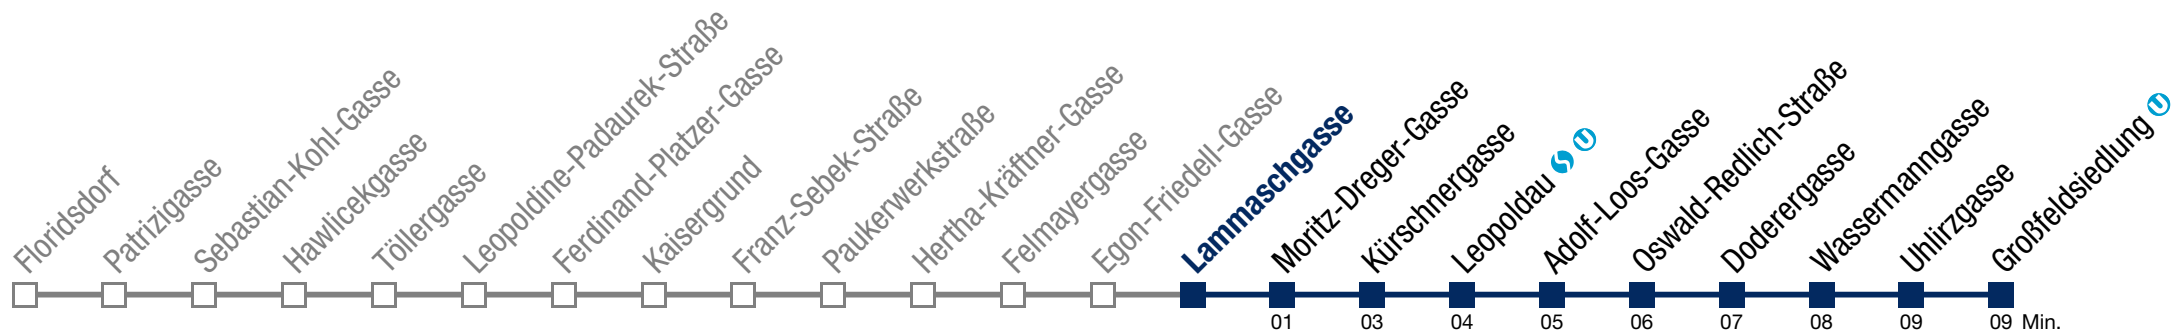 Floridsdorf
Patrizigasse
Sebastian-Kohl-Gasse
Hawlicekgasse
Töllergasse
Leopoldine-Padaurek-Straße
Ferdinand-Platzer-Gasse
Kaisergrund
Franz-Sebek-Straße
Paukerwerkstraße
Hertha-Kräftner-Gasse
Felmayergasse
Egon-Friedell-Gasse
Lammaschgasse
Moritz-Dreger-Gasse
Kürschnergasse
Leopoldau S U
Adolf-Loos-Gasse
Oswald-Redlich-Straße
Doderergasse
Wassermanngasse
Uhlirzgasse
Großfeldsiedlung U
01 03 04 05 06 07 08 09 09 Min.